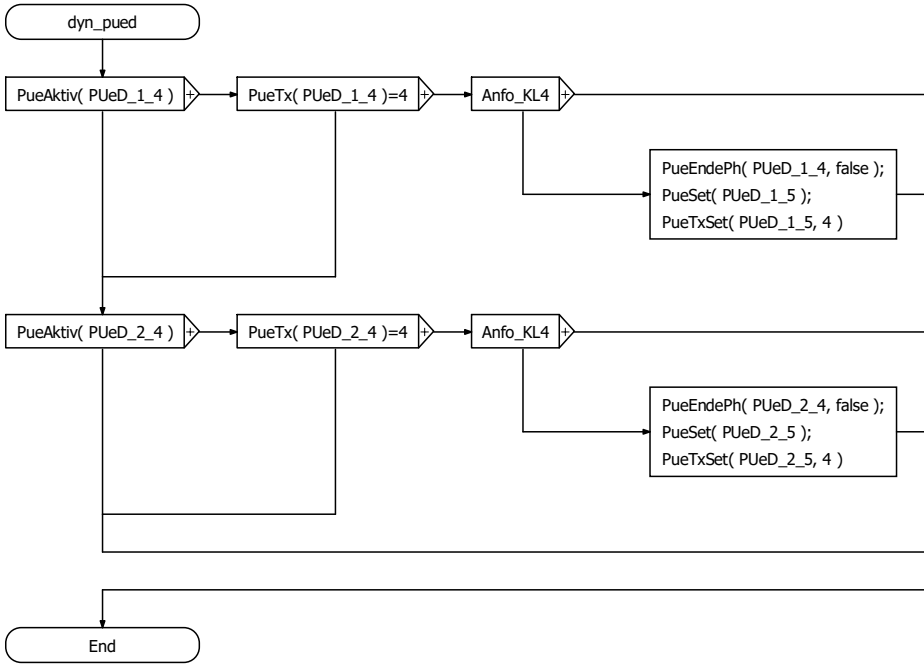 dyn_pued
PueAktiv( PUeD_1_4 ) + PueTx( PUeD_1_4 )=4 + Anfo_KL4 +
PueEndePh( PUeD_1_4, false );
PueSet( PUeD_1_5 );
PueTxSet( PUeD_1_5, 4 )
PueAktiv( PUeD_2_4 ) + PueTx( PUeD_2_4 )=4 + Anfo_KL4 +
PueEndePh( PUeD_2_4, false );
PueSet( PUeD_2_5 );
PueTxSet( PUeD_2_5, 4 )
End